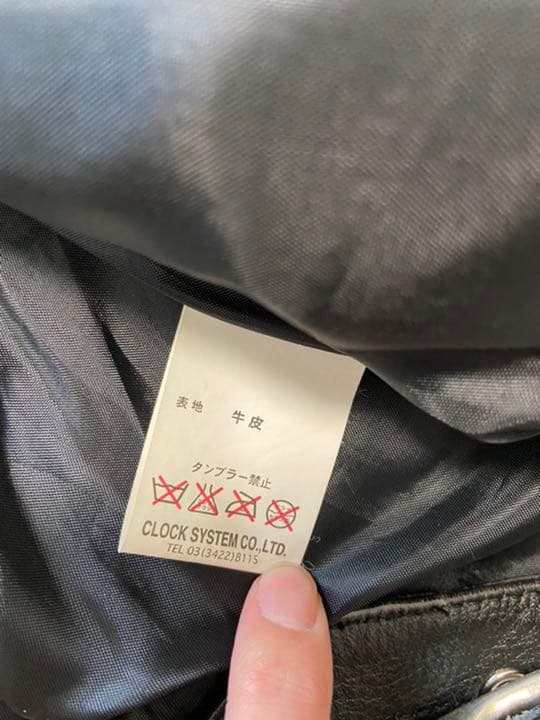 表地 牛皮
タンブラー禁止
CLOCK SYSTEM CO.,LTD.
TEL 03(3422)8115